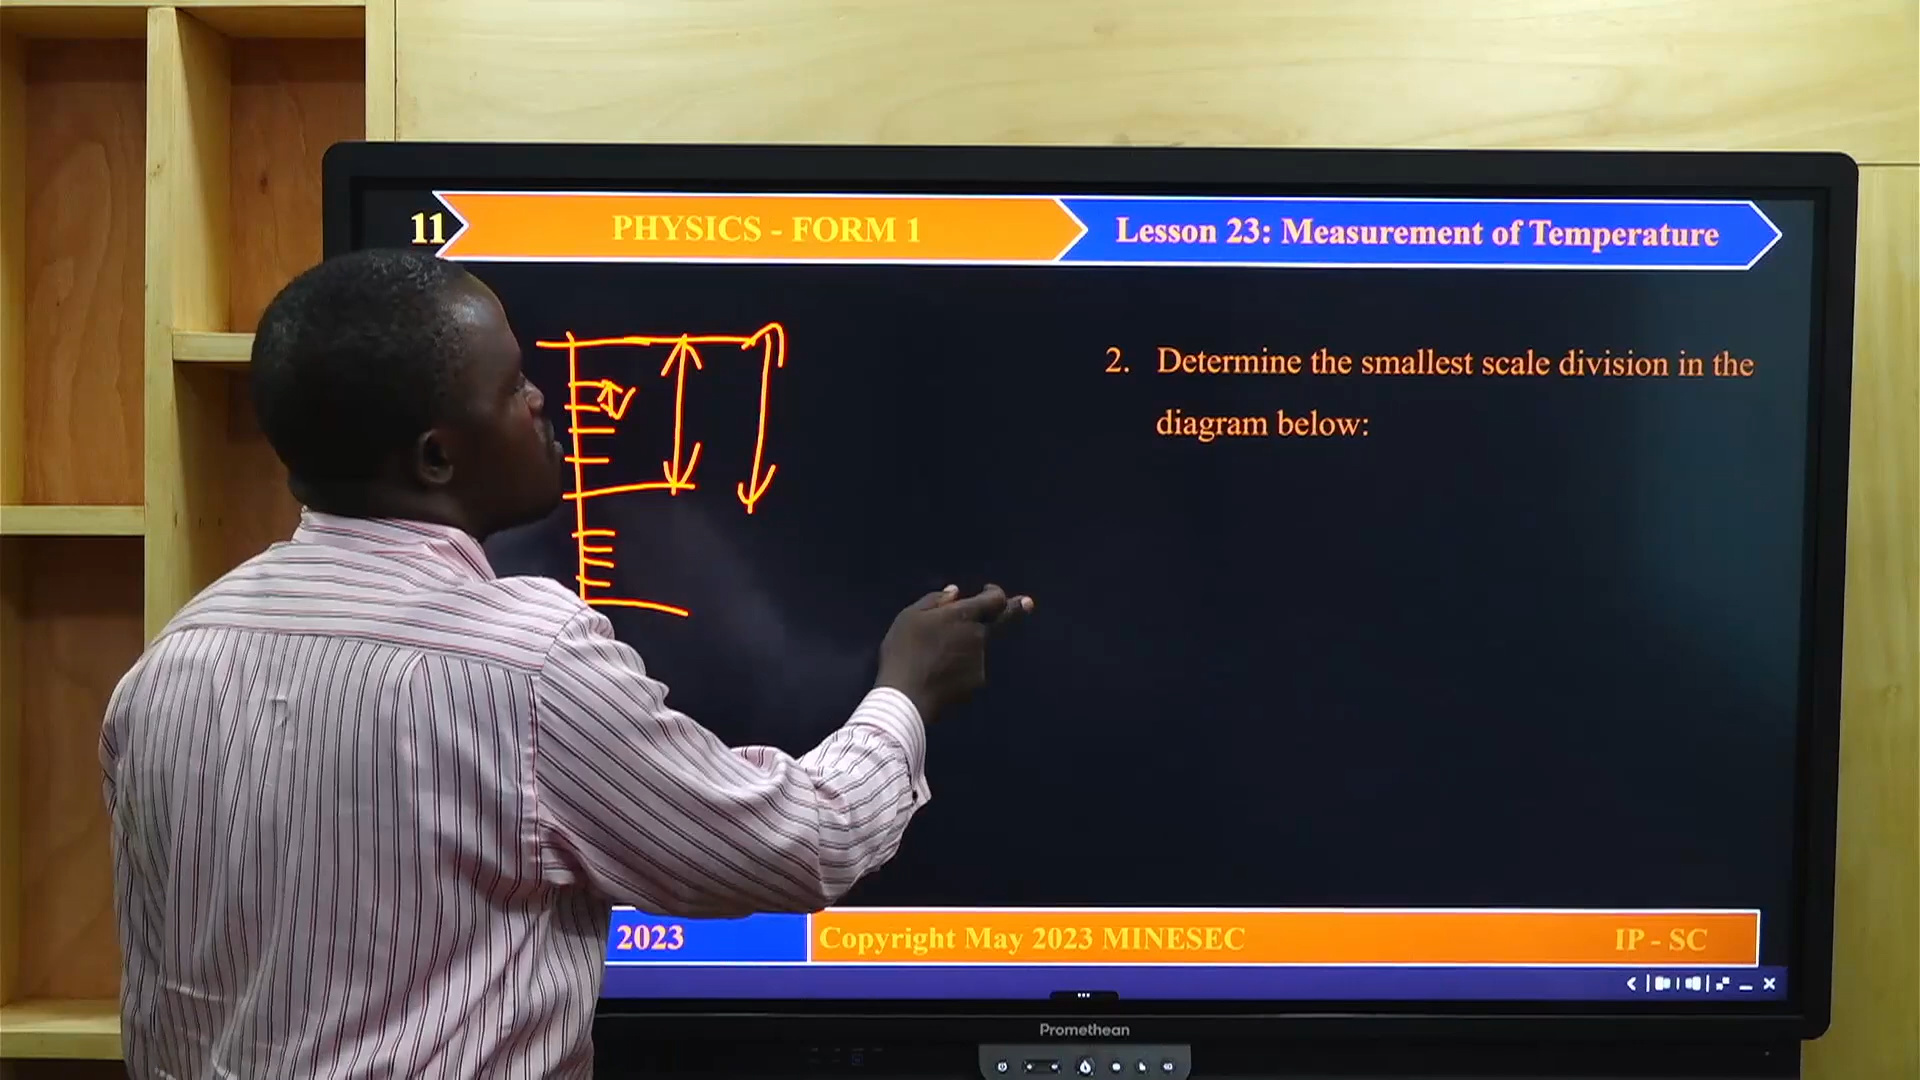 11
PHYSICS - FORM 1
Lesson 23: Measurement of Temperature
2. Determine the smallest scale division in the
diagram below:
2023
Copyright May 2023 MINESEC
IP - SC
Promethean